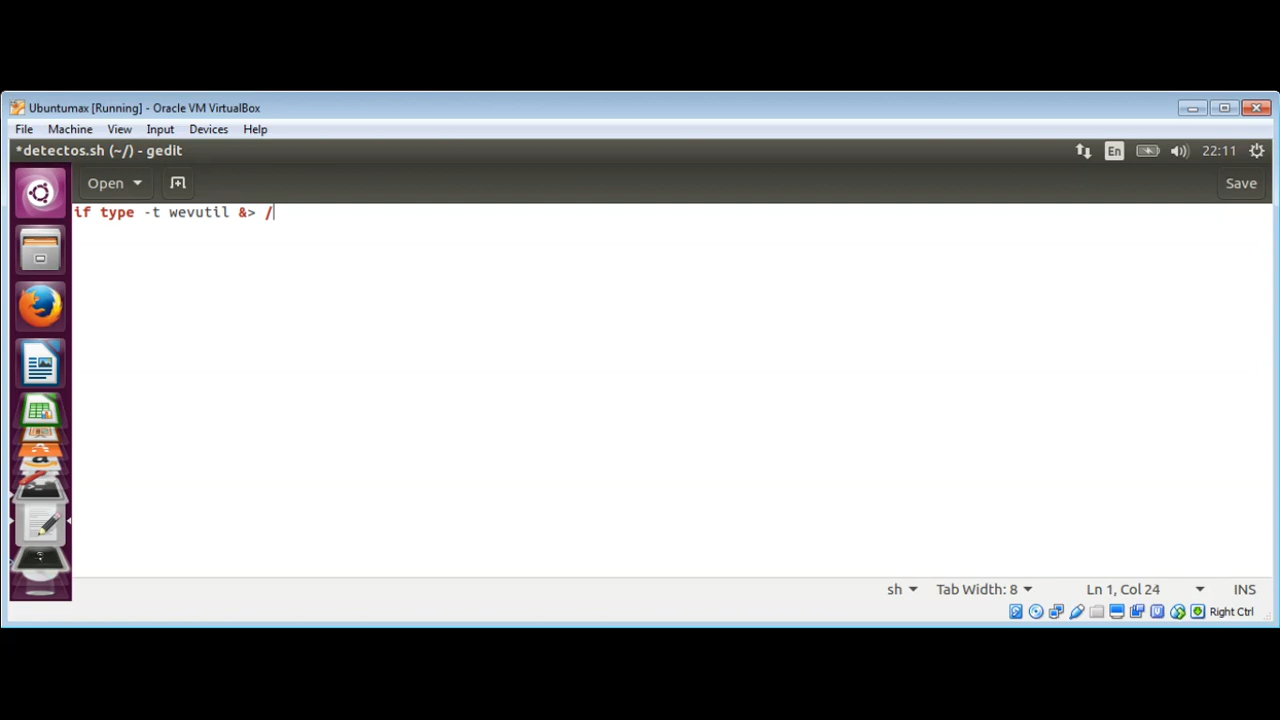 Ubuntumax [Running] - Oracle VM VirtualBox
File Machine View Input Devices Help
*detectos.sh (~/) - gedit En 22:11
Open Save
if type -t wevutil &> /
sh Tab Width: 8 Ln 1, Col 24 INS
Right Ctrl